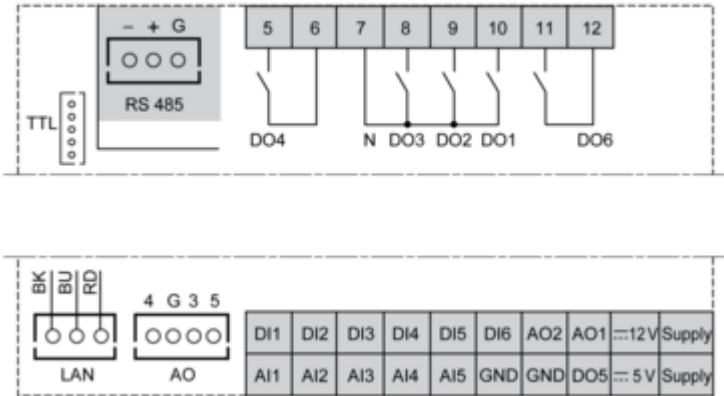 − + G
RS 485
TTL
5 6 7 8 9 10 11 12
DO4 N DO3 DO2 DO1 DO6
BK BU RD
LAN
4 G 3 5
AO
DI1 DI2 DI3 DI4 DI5 DI6 AO2 AO1 ⎓12 V Supply
AI1 AI2 AI3 AI4 AI5 GND GND DO5 ⎓ 5 V Supply